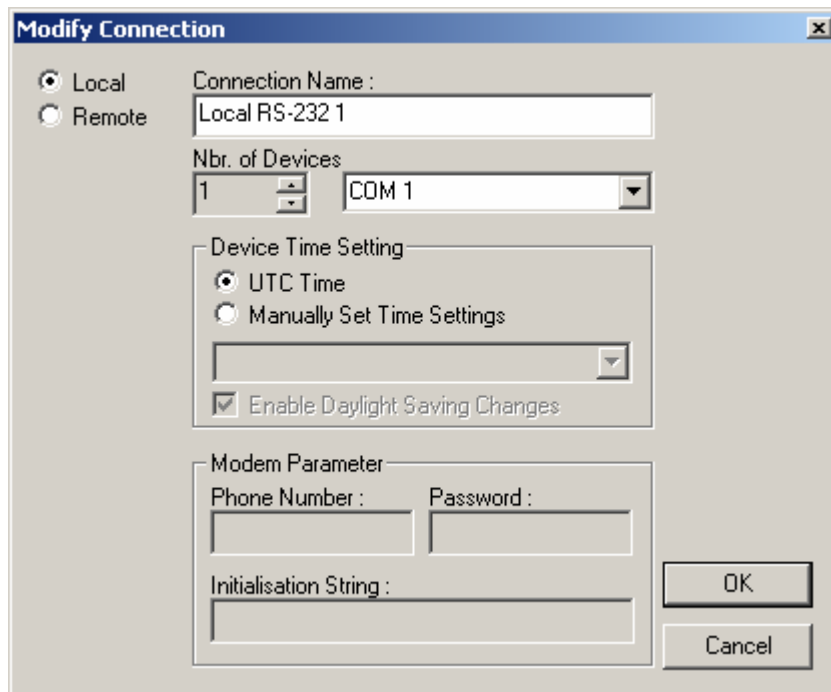 Modify Connection
Local
Remote
Connection Name :
Local RS-232 1
Nbr. of Devices
1
COM 1
Device Time Setting
UTC Time
Manually Set Time Settings
Enable Daylight Saving Changes
Modem Parameter
Phone Number :
Password :
Initialisation String :
OK
Cancel